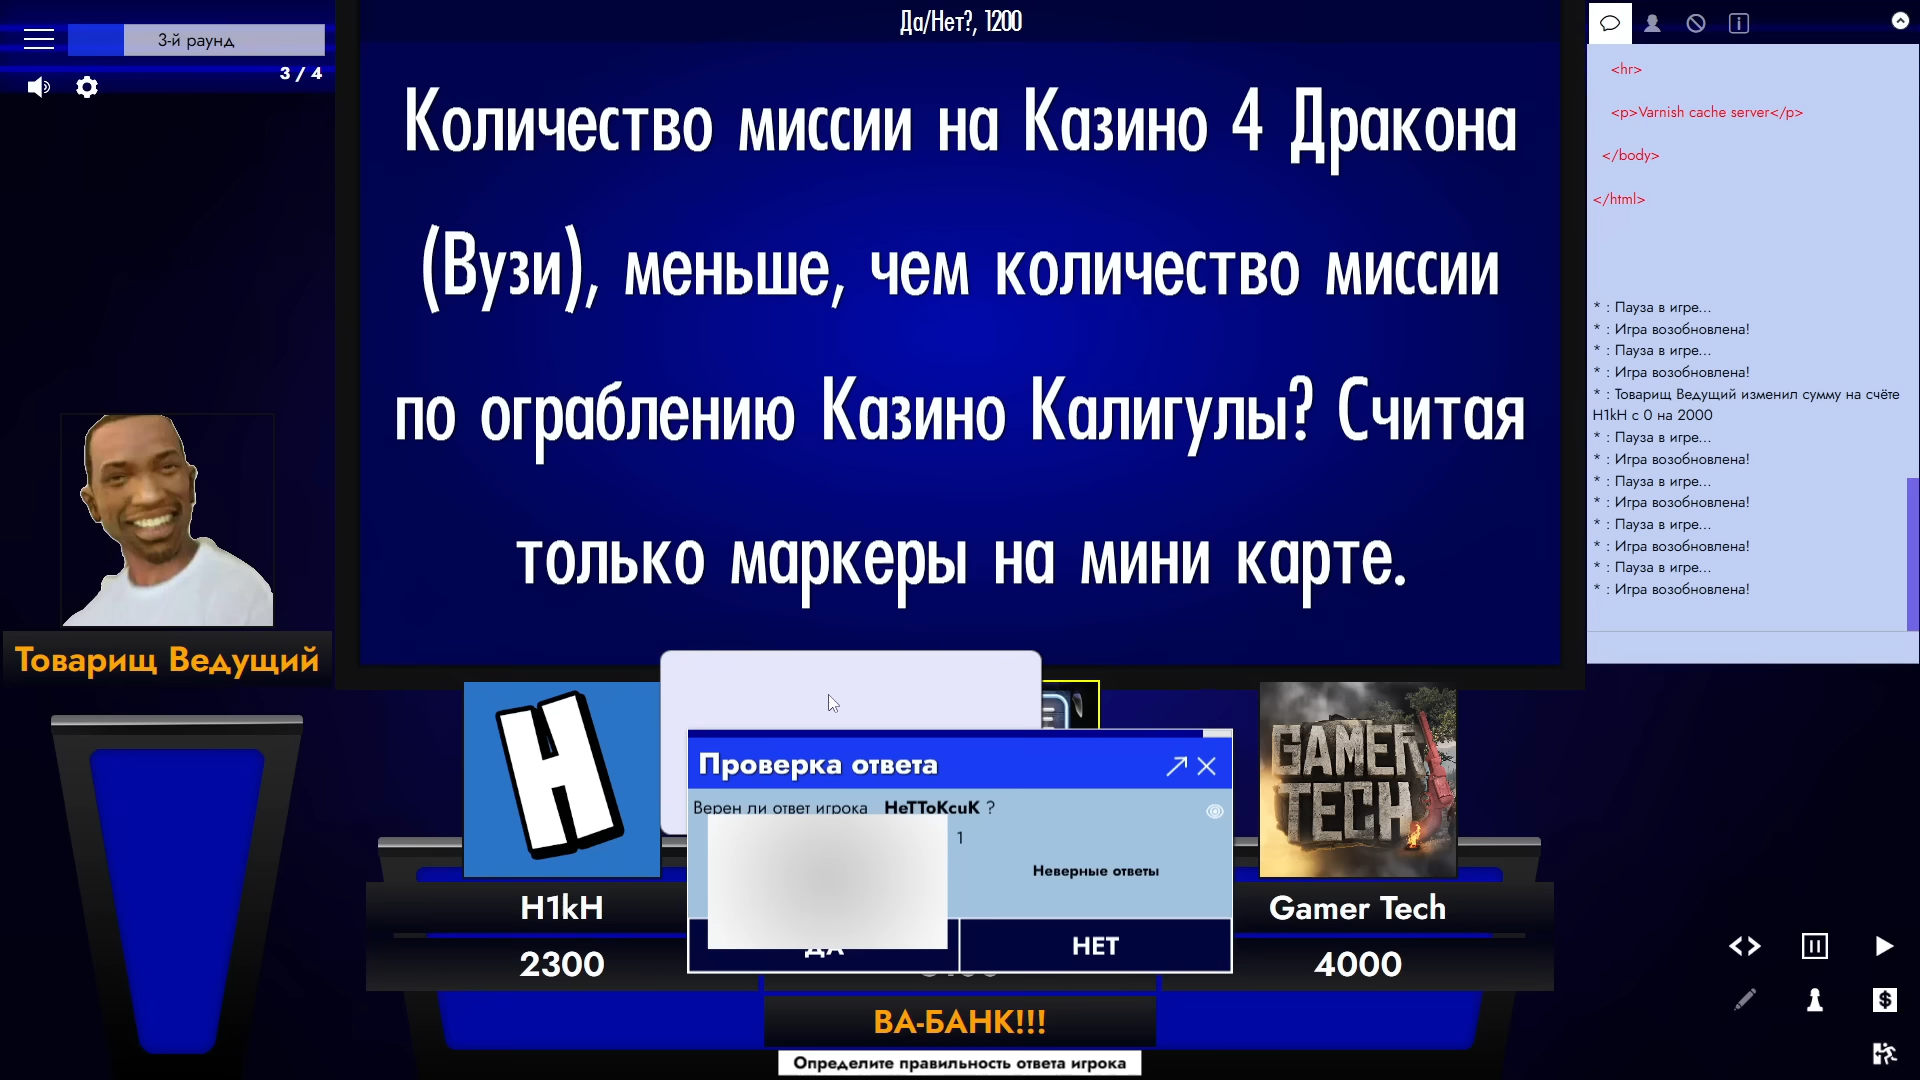 Да/Нет?, 1200
3-й раунд
3 / 4
Количество миссии на Казино 4 Дракона
(Вузи), меньше, чем количество миссии
по ограблению Казино Калигулы? Считая
только маркеры на мини карте.
<hr>
<p>Varnish cache server</p>
</body>
</html>
* : Пауза в игре...
* : Игра возобновлена!
* : Пауза в игре...
* : Игра возобновлена!
* : Товарищ Ведущий изменил сумму на счёте
H1kH с 0 на 2000
* : Пауза в игре...
* : Игра возобновлена!
* : Пауза в игре...
* : Игра возобновлена!
* : Пауза в игре...
* : Игра возобновлена!
* : Пауза в игре...
* : Игра возобновлена!
Товарищ Ведущий
H
GAMER
TECH
Проверка ответа
Верен ли ответ игрока HeTToKcuK ?
1
Неверные ответы
ДА
НЕТ
H1kH
2300
Gamer Tech
4000
ВА-БАНК!!!
Определите правильность ответа игрока